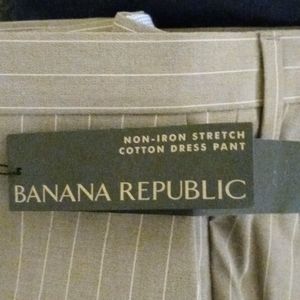 NON-IRON STRETCH
COTTON DRESS PANT
BANANA REPUBLIC